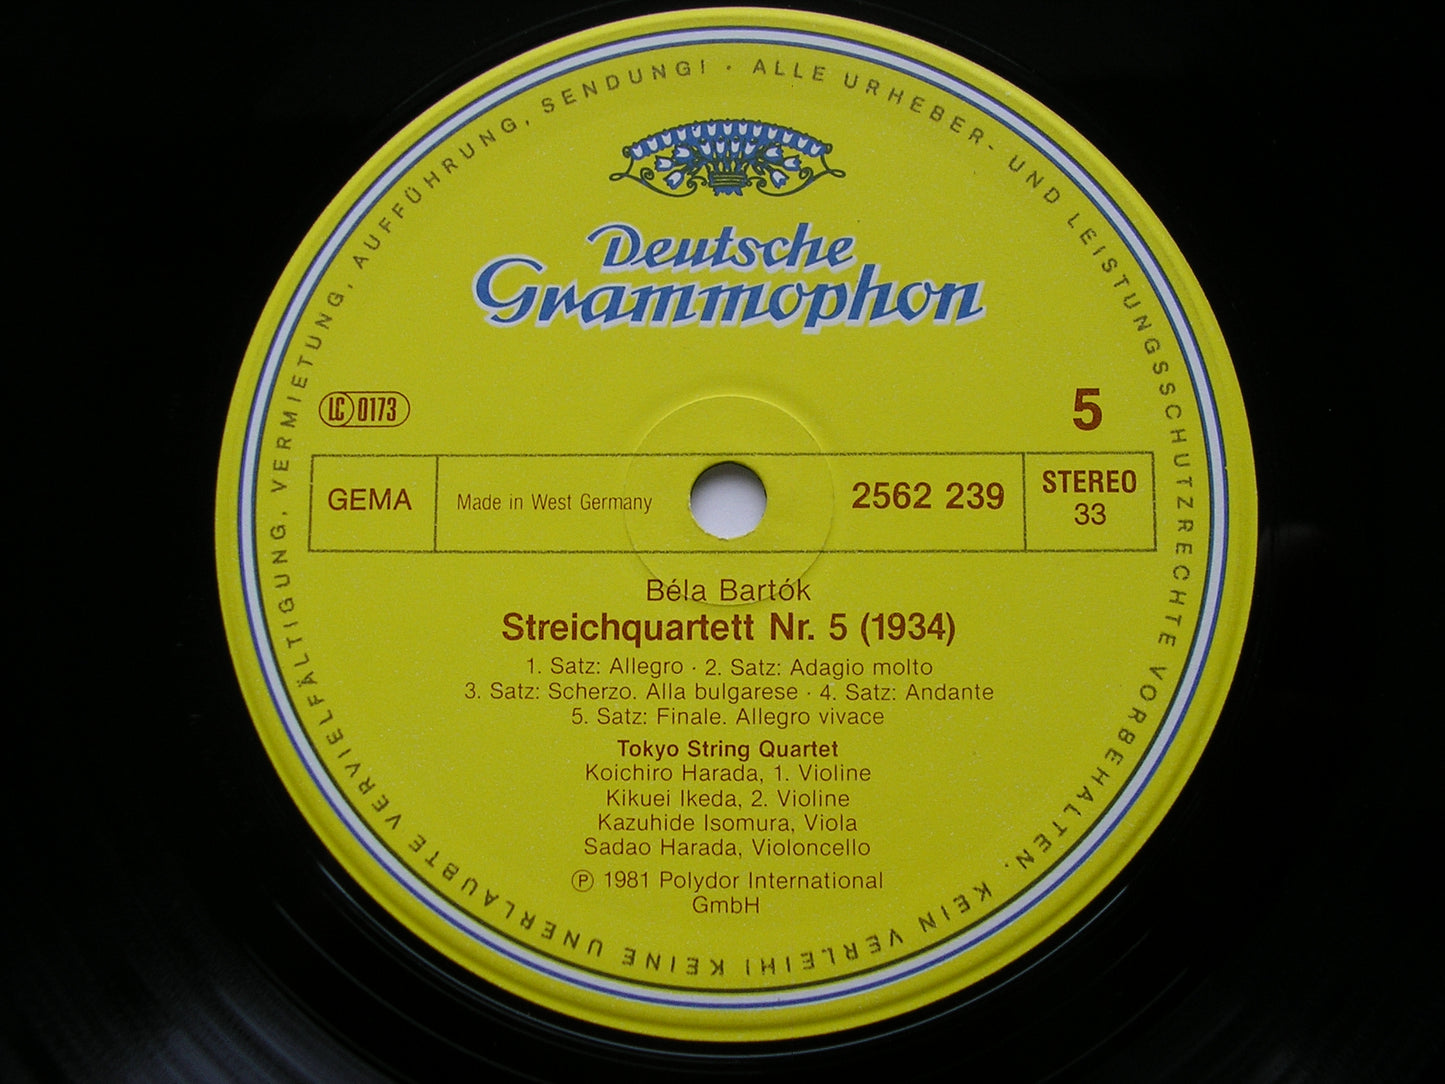 ALLE URHEBER- UND LEISTUNGSSCHUTZRECHTE VORBEHALTEN. KEIN VERLEIH! KEINE UNERLAUBTE VERVIELFÄLTIGUNG, VERMIETUNG, AUFFÜHRUNG, SENDUNG! ·
Deutsche
Grammophon
LC 0173
5
GEMA
Made in West Germany
2562 239
STEREO
33
Béla Bartók
Streichquartett Nr. 5 (1934)
1. Satz: Allegro · 2. Satz: Adagio molto
3. Satz: Scherzo. Alla bulgarese · 4. Satz: Andante
5. Satz: Finale. Allegro vivace
Tokyo String Quartet
Koichiro Harada, 1. Violine
Kikuei Ikeda, 2. Violine
Kazuhide Isomura, Viola
Sadao Harada, Violoncello
Ⓟ 1981 Polydor International
GmbH